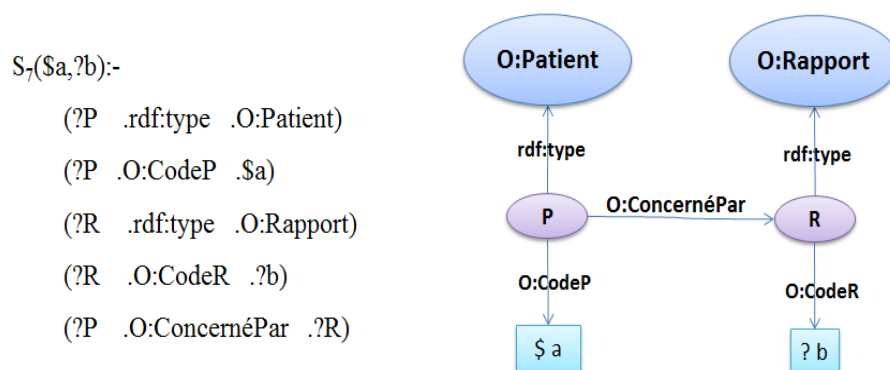 S₇($a,?b):-
(?P .rdf:type .O:Patient)
(?P .O:CodeP .$a)
(?R .rdf:type .O:Rapport)
(?R .O:CodeR .?b)
(?P .O:ConcernéPar .?R)
O:Patient
O:Rapport
rdf:type
rdf:type
P
O:ConcernéPar
R
O:CodeP
O:CodeR
$ a
? b